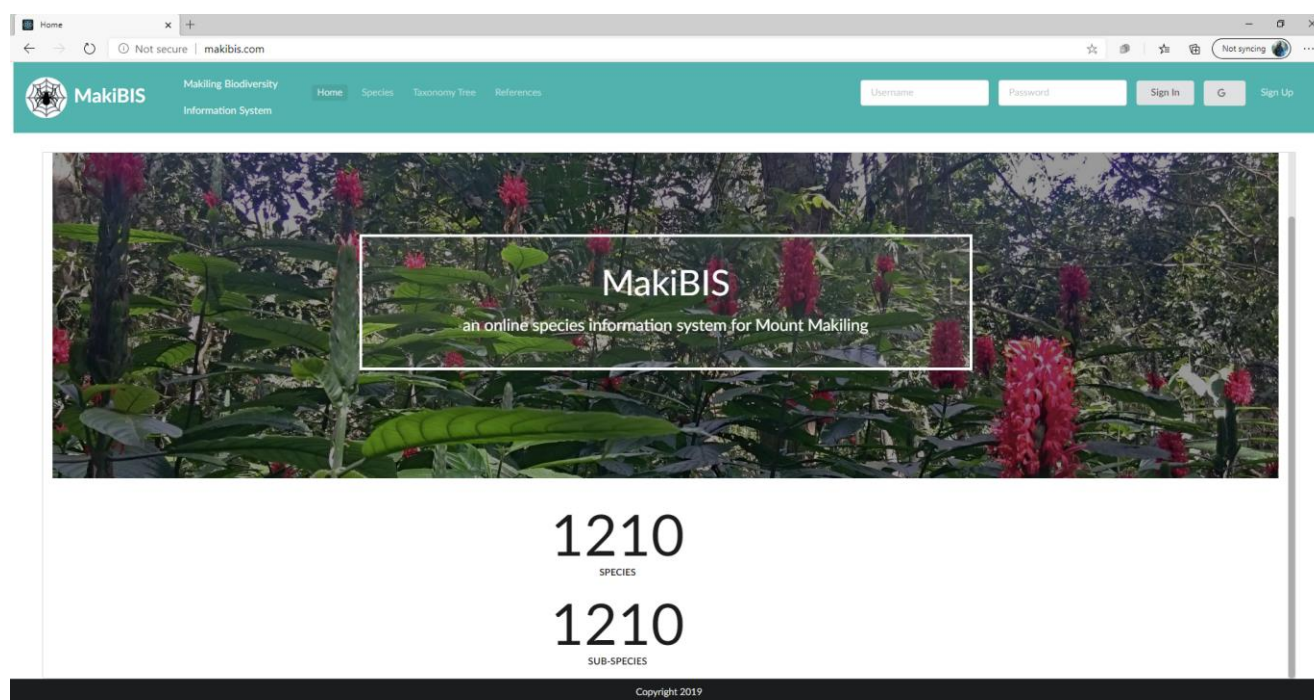 Home
Not secure | makibis.com
Not syncing
MakiBIS
Makiling Biodiversity
Information System
Home Species Taxonomy Tree References
Username Password Sign In G Sign Up
MakiBIS
an online species information system for Mount Makiling
1210
SPECIES
1210
SUB-SPECIES
Copyright 2019